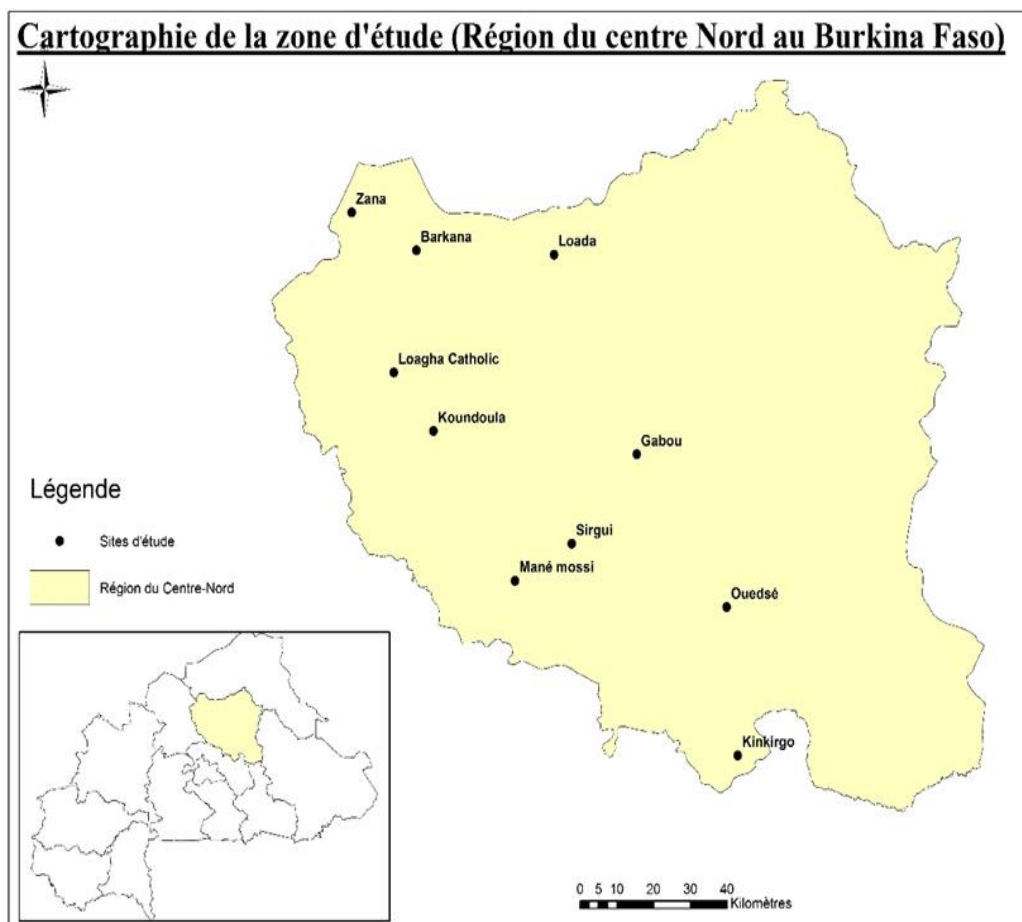 Cartographie de la zone d'étude (Région du centre Nord au Burkina Faso)
Zana
Barkana
Loada
Loagha Catholic
Koundoula
Gabou
Légende
Sirgui
Sites d'étude
Mané mossi
Région du Centre-Nord
Ouedsé
Kinkirgo
0 5 10 20 30 40
Kilomètres